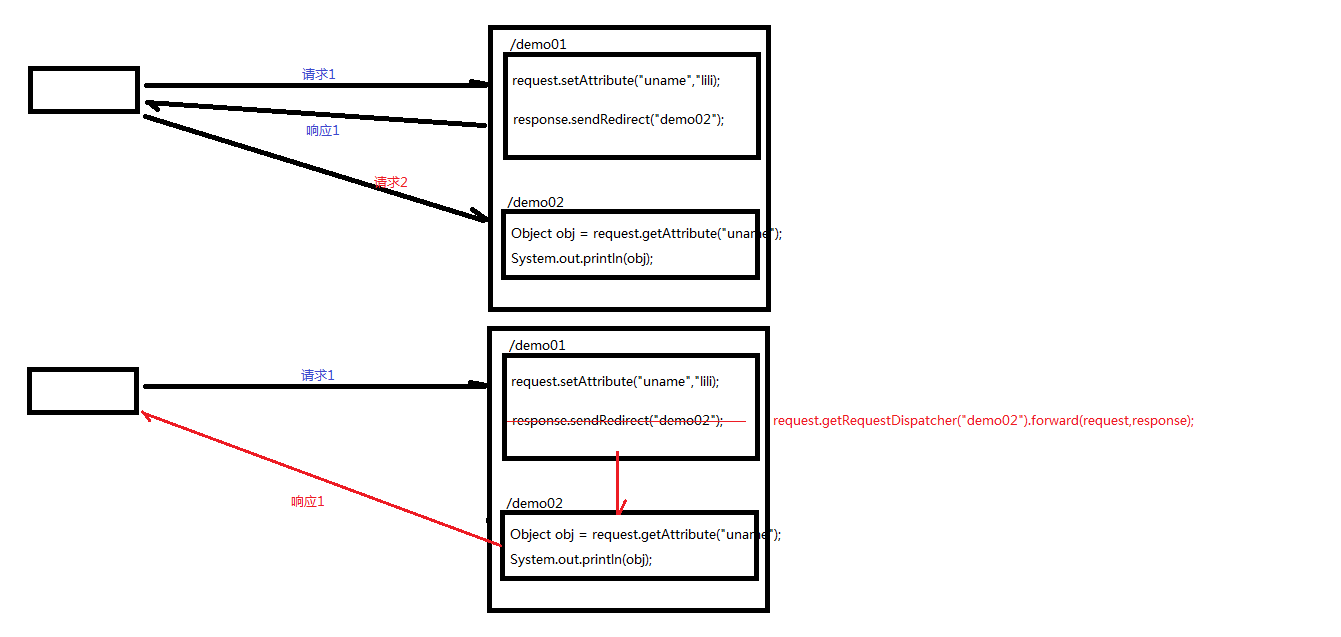 /demo01
请求1
request.setAttribute("uname","lili);
响应1
response.sendRedirect("demo02");
请求2
/demo02
Object obj = request.getAttribute("uname");
System.out.println(obj);
/demo01
请求1
request.setAttribute("uname","lili);
response.sendRedirect("demo02");
request.getRequestDispatcher("demo02").forward(request,response);
响应1
/demo02
Object obj = request.getAttribute("uname");
System.out.println(obj);